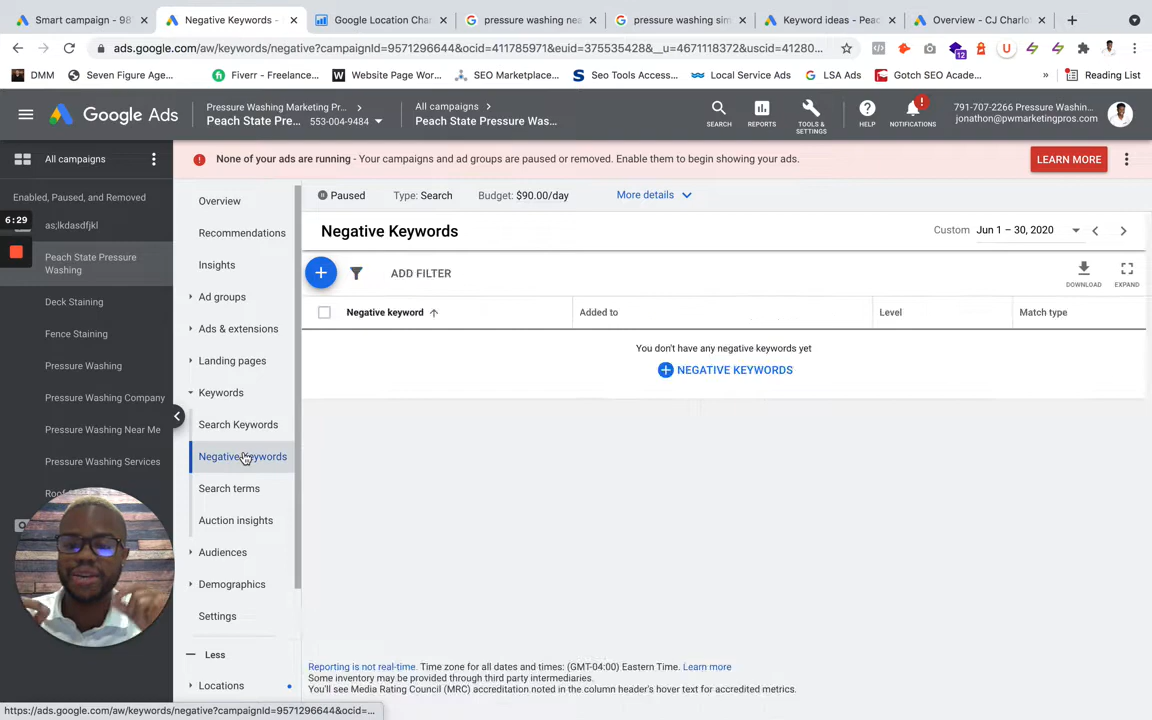 Smart campaign - 98
Negative Keywords -
Google Location Cha
pressure washing nea
pressure washing sim
Keyword ideas - Peac
Overview - CJ Charlo
ads.google.com/aw/keywords/negative?campaignId=9571296644&ocid=411785971&euid=375535428&__u=4671118372&uscid=41280...
12
U
DMM
Seven Figure Age...
Fiverr - Freelance...
Website Page Wor...
SEO Marketplace...
Seo Tools Access...
Local Service Ads
LSA Ads
Gotch SEO Acade...
»
Reading List
Google Ads
Pressure Washing Marketing Pr...
Peach State Pre... 553-004-9484
All campaigns
Peach State Pressure Was...
SEARCH
REPORTS
TOOLS & SETTINGS
HELP
NOTIFICATIONS
791-707-2266 Pressure Washin...
jonathon@pwmarketingpros.com
All campaigns
None of your ads are running - Your campaigns and ad groups are paused or removed. Enable them to begin showing your ads.
LEARN MORE
Enabled, Paused, and Removed
6:29
as;lkdasdfjkl
Peach State Pressure
Washing
Deck Staining
Fence Staining
Pressure Washing
Pressure Washing Company
Pressure Washing Near Me
Pressure Washing Services
Overview
Recommendations
Insights
Ad groups
Ads & extensions
Landing pages
Keywords
Search Keywords
Negative Keywords
Search terms
Auction insights
Audiences
Demographics
Settings
Less
Locations
Paused
Type: Search
Budget: $90.00/day
More details
Negative Keywords
Custom Jun 1 – 30, 2020
ADD FILTER
DOWNLOAD
EXPAND
Negative keyword
Added to
Level
Match type
You don't have any negative keywords yet
NEGATIVE KEYWORDS
Reporting is not real-time. Time zone for all dates and times: (GMT-04:00) Eastern Time. Learn more
Some inventory may be provided through third party intermediaries.
You'll see Media Rating Council (MRC) accreditation noted in the column header's hover text for accredited metrics.
https://ads.google.com/aw/keywords/negative?campaignId=9571296644&ocid=...